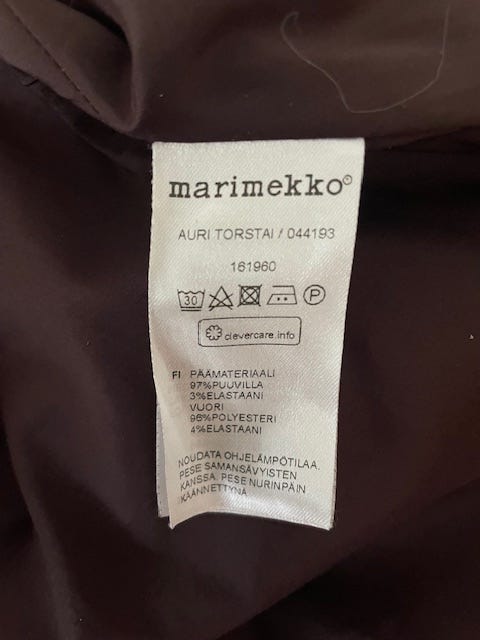 marimekko®
AURI TORSTAI / 044193
161960
30 P
clevercare.info
FI PÄÄMATERIAALI
97%PUUVILLA
3%ELASTAANI
VUORI
96%POLYESTERI
4%ELASTAANI
NOUDATA OHJELÄMPÖTILAA.
PESE SAMANSÄVYISTEN
KANSSA. PESE NURINPÄIN
KÄÄNNETTYNÄ